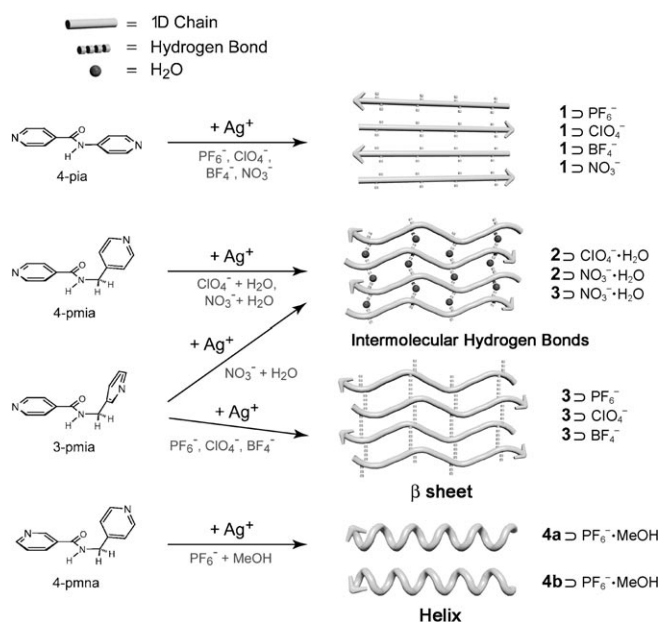 = 1D Chain
= Hydrogen Bond
= H₂O
N O N H
4-pia
+ Ag⁺
PF₆⁻, ClO₄⁻,
BF₄⁻, NO₃⁻
1 ⊃ PF₆⁻
1 ⊃ ClO₄⁻
1 ⊃ BF₄⁻
1 ⊃ NO₃⁻
N O N H H H N
4-pmia
+ Ag⁺
ClO₄⁻ + H₂O,
NO₃⁻ + H₂O
2 ⊃ ClO₄⁻·H₂O
2 ⊃ NO₃⁻·H₂O
3 ⊃ NO₃⁻·H₂O
Intermolecular Hydrogen Bonds
+ Ag⁺
NO₃⁻ + H₂O
N O N H H H N
3-pmia
+ Ag⁺
PF₆⁻, ClO₄⁻, BF₄⁻
3 ⊃ PF₆⁻
3 ⊃ ClO₄⁻
3 ⊃ BF₄⁻
β sheet
N O N H H H N
4-pmna
+ Ag⁺
PF₆⁻ + MeOH
4a ⊃ PF₆⁻·MeOH
4b ⊃ PF₆⁻·MeOH
Helix